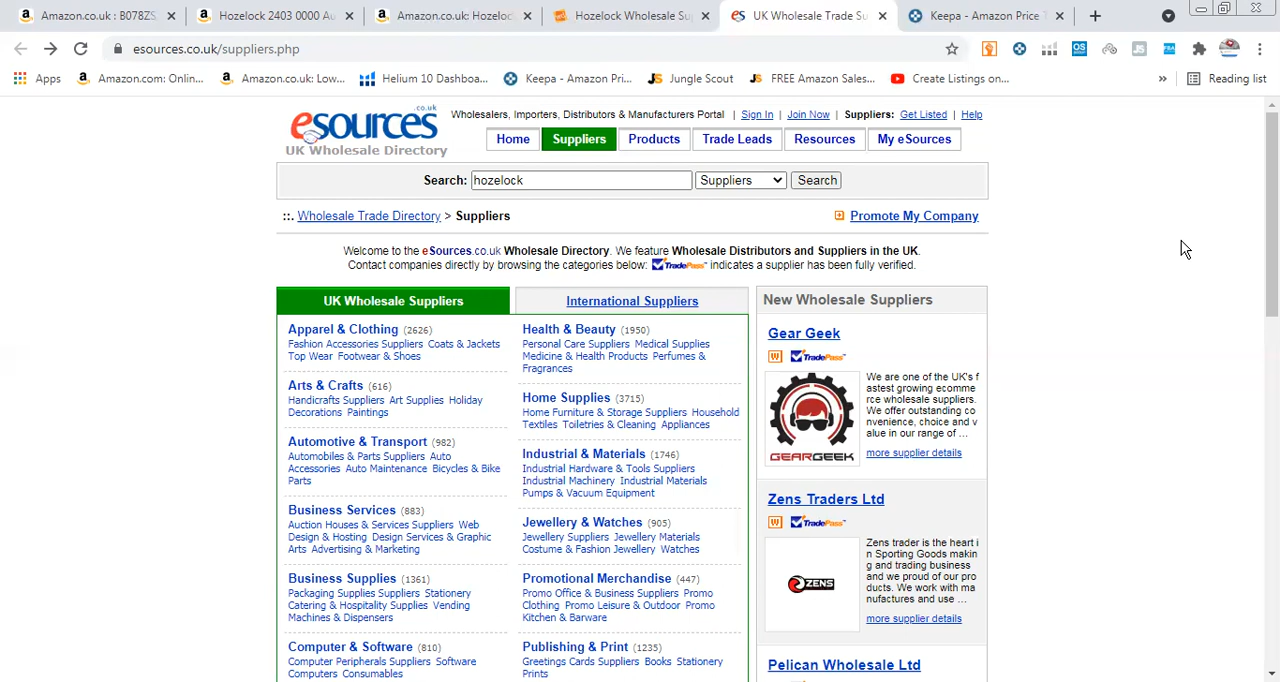 Amazon.co.uk : B078ZS
Hozelock 2403 0000 Au
Amazon.co.uk: Hozeloc
Hozelock Wholesale Su
UK Wholesale Trade Su
Keepa - Amazon Price T
esources.co.uk/suppliers.php
Apps
Amazon.com: Onlin...
Amazon.co.uk: Low...
Helium 10 Dashboa...
Keepa - Amazon Pri...
Jungle Scout
FREE Amazon Sales...
Create Listings on...
»
Reading list
esources .co.uk
UK Wholesale Directory
Wholesalers, Importers, Distributors & Manufacturers Portal | Sign In | Join Now | Suppliers: Get Listed | Help
Home Suppliers Products Trade Leads Resources My eSources
Search: hozelock Suppliers Search
::. Wholesale Trade Directory > Suppliers
Promote My Company
Welcome to the eSources.co.uk Wholesale Directory. We feature Wholesale Distributors and Suppliers in the UK.
Contact companies directly by browsing the categories below: TradePass™ indicates a supplier has been fully verified.
UK Wholesale Suppliers
International Suppliers
Apparel & Clothing (2626)
Fashion Accessories Suppliers Coats & Jackets
Top Wear Footwear & Shoes
Arts & Crafts (616)
Handicrafts Suppliers Art Supplies Holiday
Decorations Paintings
Automotive & Transport (982)
Automobiles & Parts Suppliers Auto
Accessories Auto Maintenance Bicycles & Bike
Parts
Business Services (883)
Auction Houses & Services Suppliers Web
Design & Hosting Design Services & Graphic
Arts Advertising & Marketing
Business Supplies (1361)
Packaging Supplies Suppliers Stationery
Catering & Hospitality Supplies Vending
Machines & Dispensers
Computer & Software (810)
Computer Peripherals Suppliers Software
Computers Consumables
Health & Beauty (1950)
Personal Care Suppliers Medical Supplies
Medicine & Health Products Perfumes &
Fragrances
Home Supplies (3715)
Home Furniture & Storage Suppliers Household
Textiles Toiletries & Cleaning Appliances
Industrial & Materials (1746)
Industrial Hardware & Tools Suppliers
Industrial Machinery Industrial Materials
Pumps & Vacuum Equipment
Jewellery & Watches (905)
Jewellery Suppliers Jewellery Materials
Costume & Fashion Jewellery Watches
Promotional Merchandise (447)
Promo Office & Business Suppliers Promo
Clothing Promo Leisure & Outdoor Promo
Kitchen & Barware
Publishing & Print (1235)
Greetings Cards Suppliers Books Stationery
Prints
New Wholesale Suppliers
Gear Geek
W TradePass™
GEARGEEK
We are one of the UK's f
astest growing ecomme
rce wholesale suppliers.
We offer outstanding co
nvenience, choice and v
alue in our range of ...
more supplier details
Zens Traders Ltd
W TradePass™
ZENS
Zens trader is the heart i
n Sporting Goods makin
g and trading business
and we proud of our pro
ducts. We work with ma
nufactures and use ...
more supplier details
Pelican Wholesale Ltd